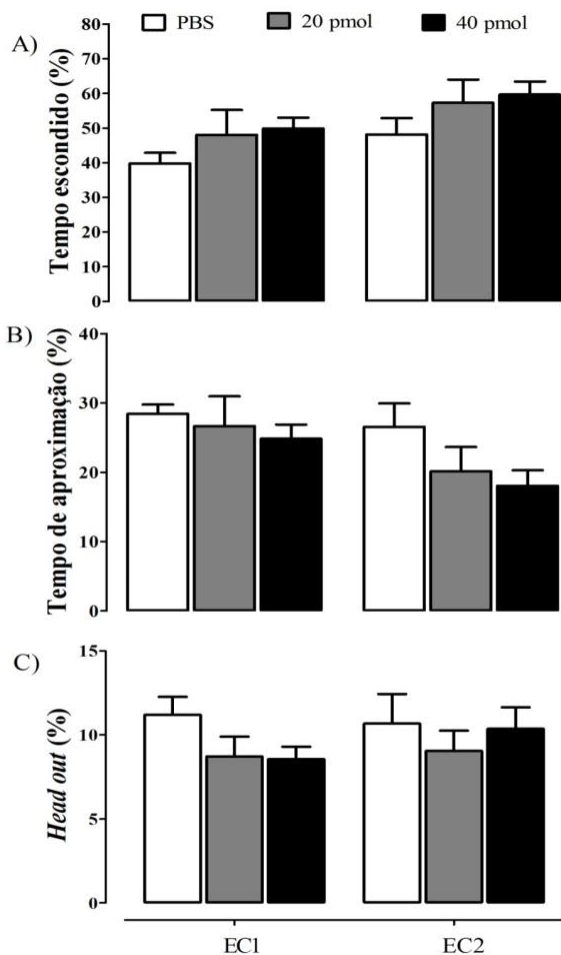 PBS 20 pmol 40 pmol
A)
Tempo escondido (%)
80
70
60
50
40
30
20
10
0
B)
Tempo de aproximação (%)
40
30
20
10
0
C)
Head out (%)
15
10
5
0
EC1 EC2